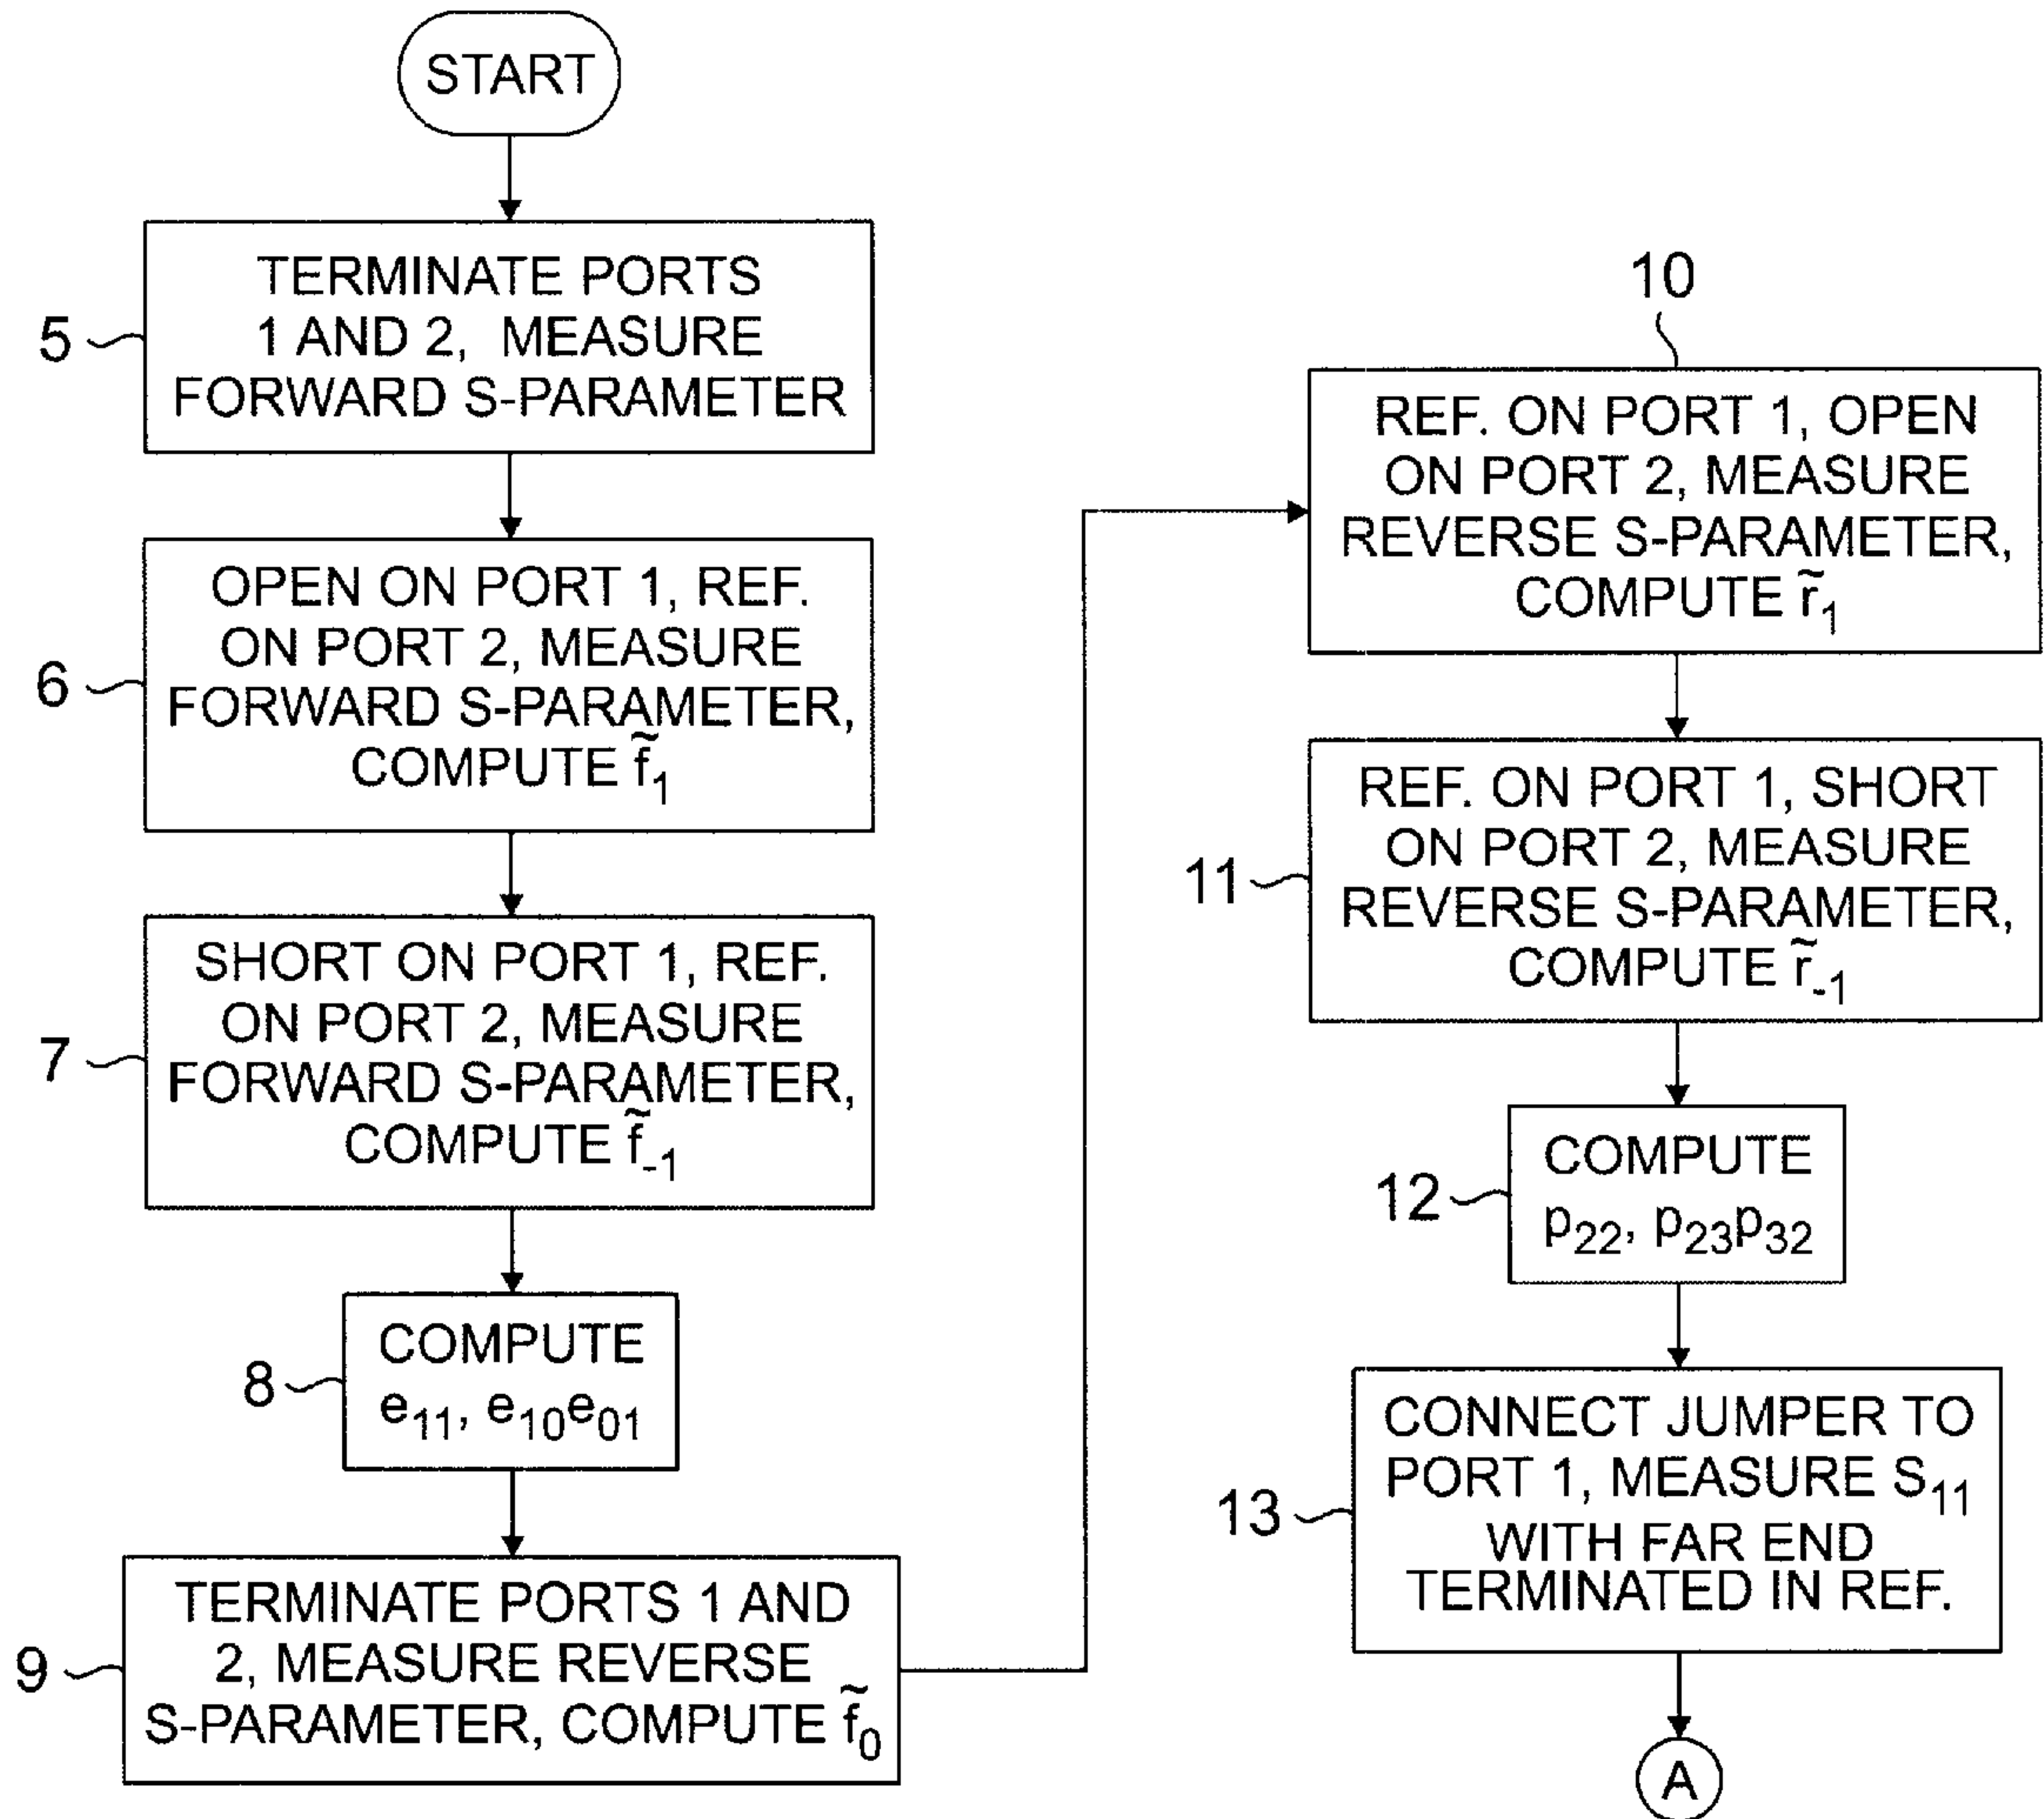 START
5
TERMINATE PORTS
1 AND 2, MEASURE
FORWARD S-PARAMETER
6
OPEN ON PORT 1, REF.
ON PORT 2, MEASURE
FORWARD S-PARAMETER,
COMPUTE f̃₁
7
SHORT ON PORT 1, REF.
ON PORT 2, MEASURE
FORWARD S-PARAMETER,
COMPUTE f̃₋₁
8
COMPUTE
e₁₁, e₁₀e₀₁
9
TERMINATE PORTS 1 AND
2, MEASURE REVERSE
S-PARAMETER, COMPUTE f̃₀
10
REF. ON PORT 1, OPEN
ON PORT 2, MEASURE
REVERSE S-PARAMETER,
COMPUTE r̃₁
11
REF. ON PORT 1, SHORT
ON PORT 2, MEASURE
REVERSE S-PARAMETER,
COMPUTE r̃₋₁
12
COMPUTE
p₂₂, p₂₃p₃₂
13
CONNECT JUMPER TO
PORT 1, MEASURE S₁₁
WITH FAR END
TERMINATED IN REF.
A